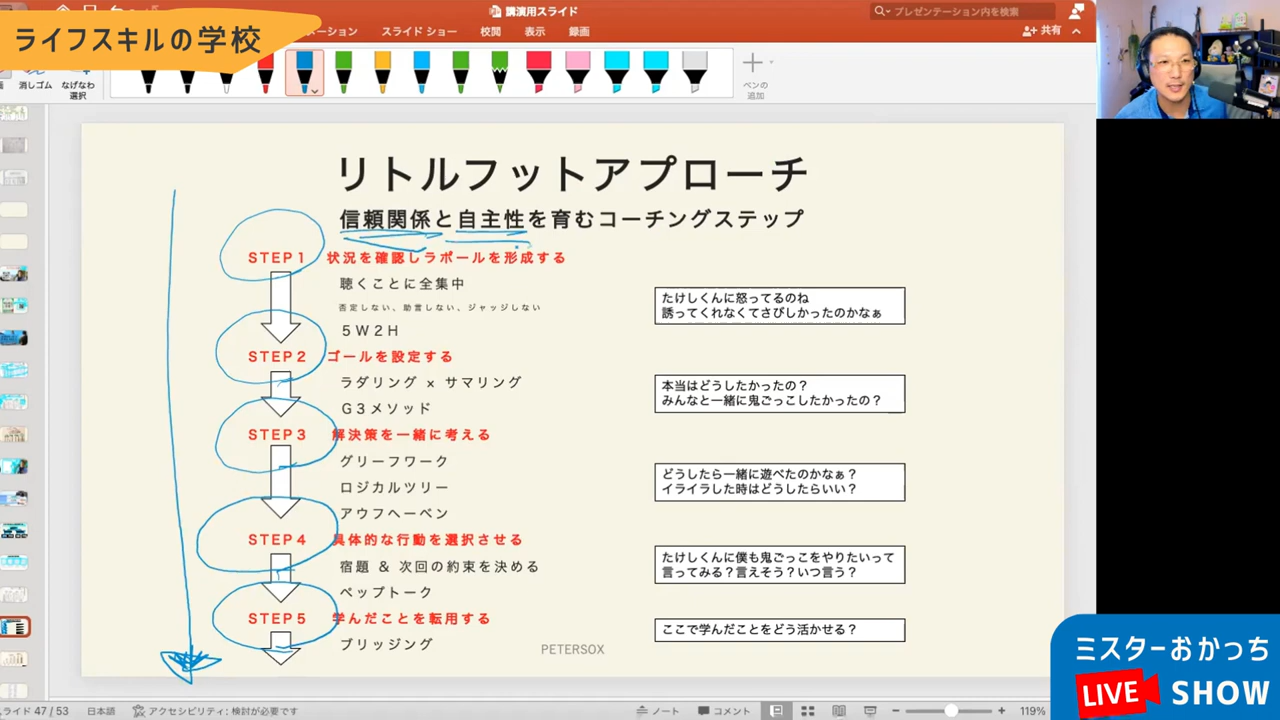 講演用スライド
プレゼンテーション内を検索
ライフスキルの学校
スライド ショー
校閲
表示
録画
共有
消しゴム
なげなわ
選択
ペンの
追加
リトルフットアプローチ
信頼関係と自主性を育むコーチングステップ
STEP1 状況を確認しラポールを形成する
聴くことに全集中
否定しない、助言しない、ジャッジしない
5W2H
たけしくんに怒ってるのね
誘ってくれなくてさびしかったのかなぁ
STEP2 ゴールを設定する
ラダリング × サマリング
G3メソッド
本当はどうしたかったの?
みんなと一緒に鬼ごっこしたかったの?
STEP3 解決策を一緒に考える
グリーフワーク
ロジカルツリー
アウフヘーベン
どうしたら一緒に遊べたのかなぁ?
イライラした時はどうしたらいい?
STEP4 具体的な行動を選択させる
宿題 & 次回の約束を決める
ペップトーク
たけしくんに僕も鬼ごっこをやりたいって
言ってみる?言えそう?いつ言う?
STEP5 学んだことを転用する
ブリッジング
ここで学んだことをどう活かせる?
PETERSOX
ミスターおかっち
LIVE SHOW
スライド 47 / 53
日本語
アクセシビリティ: 検討が必要です
ノート
コメント
119%